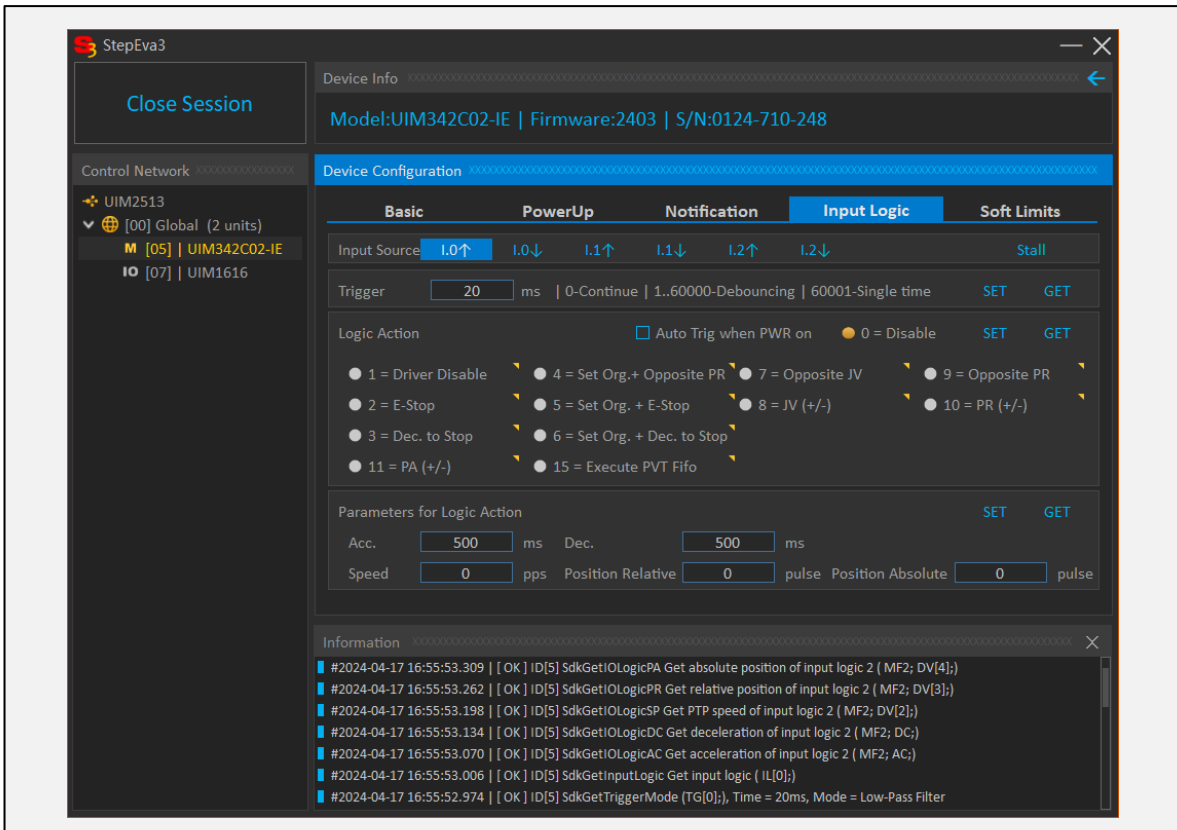 S3 StepEva3
Close Session
Device Info
Model:UIM342C02-IE | Firmware:2403 | S/N:0124-710-248
Control Network
UIM2513
[00] Global (2 units)
M [05] | UIM342C02-IE
IO [07] | UIM1616
Device Configuration
Basic PowerUp Notification Input Logic Soft Limits
Input Source I.0↑ I.0↓ I.1↑ I.1↓ I.2↑ I.2↓ Stall
Trigger 20 ms | 0-Continue | 1..60000-Debouncing | 60001-Single time SET GET
Logic Action Auto Trig when PWR on 0 = Disable SET GET
1 = Driver Disable 4 = Set Org.+ Opposite PR 7 = Opposite JV 9 = Opposite PR
2 = E-Stop 5 = Set Org. + E-Stop 8 = JV (+/-) 10 = PR (+/-)
3 = Dec. to Stop 6 = Set Org. + Dec. to Stop
11 = PA (+/-) 15 = Execute PVT Fifo
Parameters for Logic Action SET GET
Acc. 500 ms Dec. 500 ms
Speed 0 pps Position Relative 0 pulse Position Absolute 0 pulse
Information
#2024-04-17 16:55:53.309 | [ OK ] ID[5] SdkGetIOLogicPA Get absolute position of input logic 2 ( MF2; DV[4];)
#2024-04-17 16:55:53.262 | [ OK ] ID[5] SdkGetIOLogicPR Get relative position of input logic 2 ( MF2; DV[3];)
#2024-04-17 16:55:53.198 | [ OK ] ID[5] SdkGetIOLogicSP Get PTP speed of input logic 2 ( MF2; DV[2];)
#2024-04-17 16:55:53.134 | [ OK ] ID[5] SdkGetIOLogicDC Get deceleration of input logic 2 ( MF2; DC;)
#2024-04-17 16:55:53.070 | [ OK ] ID[5] SdkGetIOLogicAC Get acceleration of input logic 2 ( MF2; AC;)
#2024-04-17 16:55:53.006 | [ OK ] ID[5] SdkGetInputLogic Get input logic ( IL[0];)
#2024-04-17 16:55:52.974 | [ OK ] ID[5] SdkGetTriggerMode (TG[0];), Time = 20ms, Mode = Low-Pass Filter